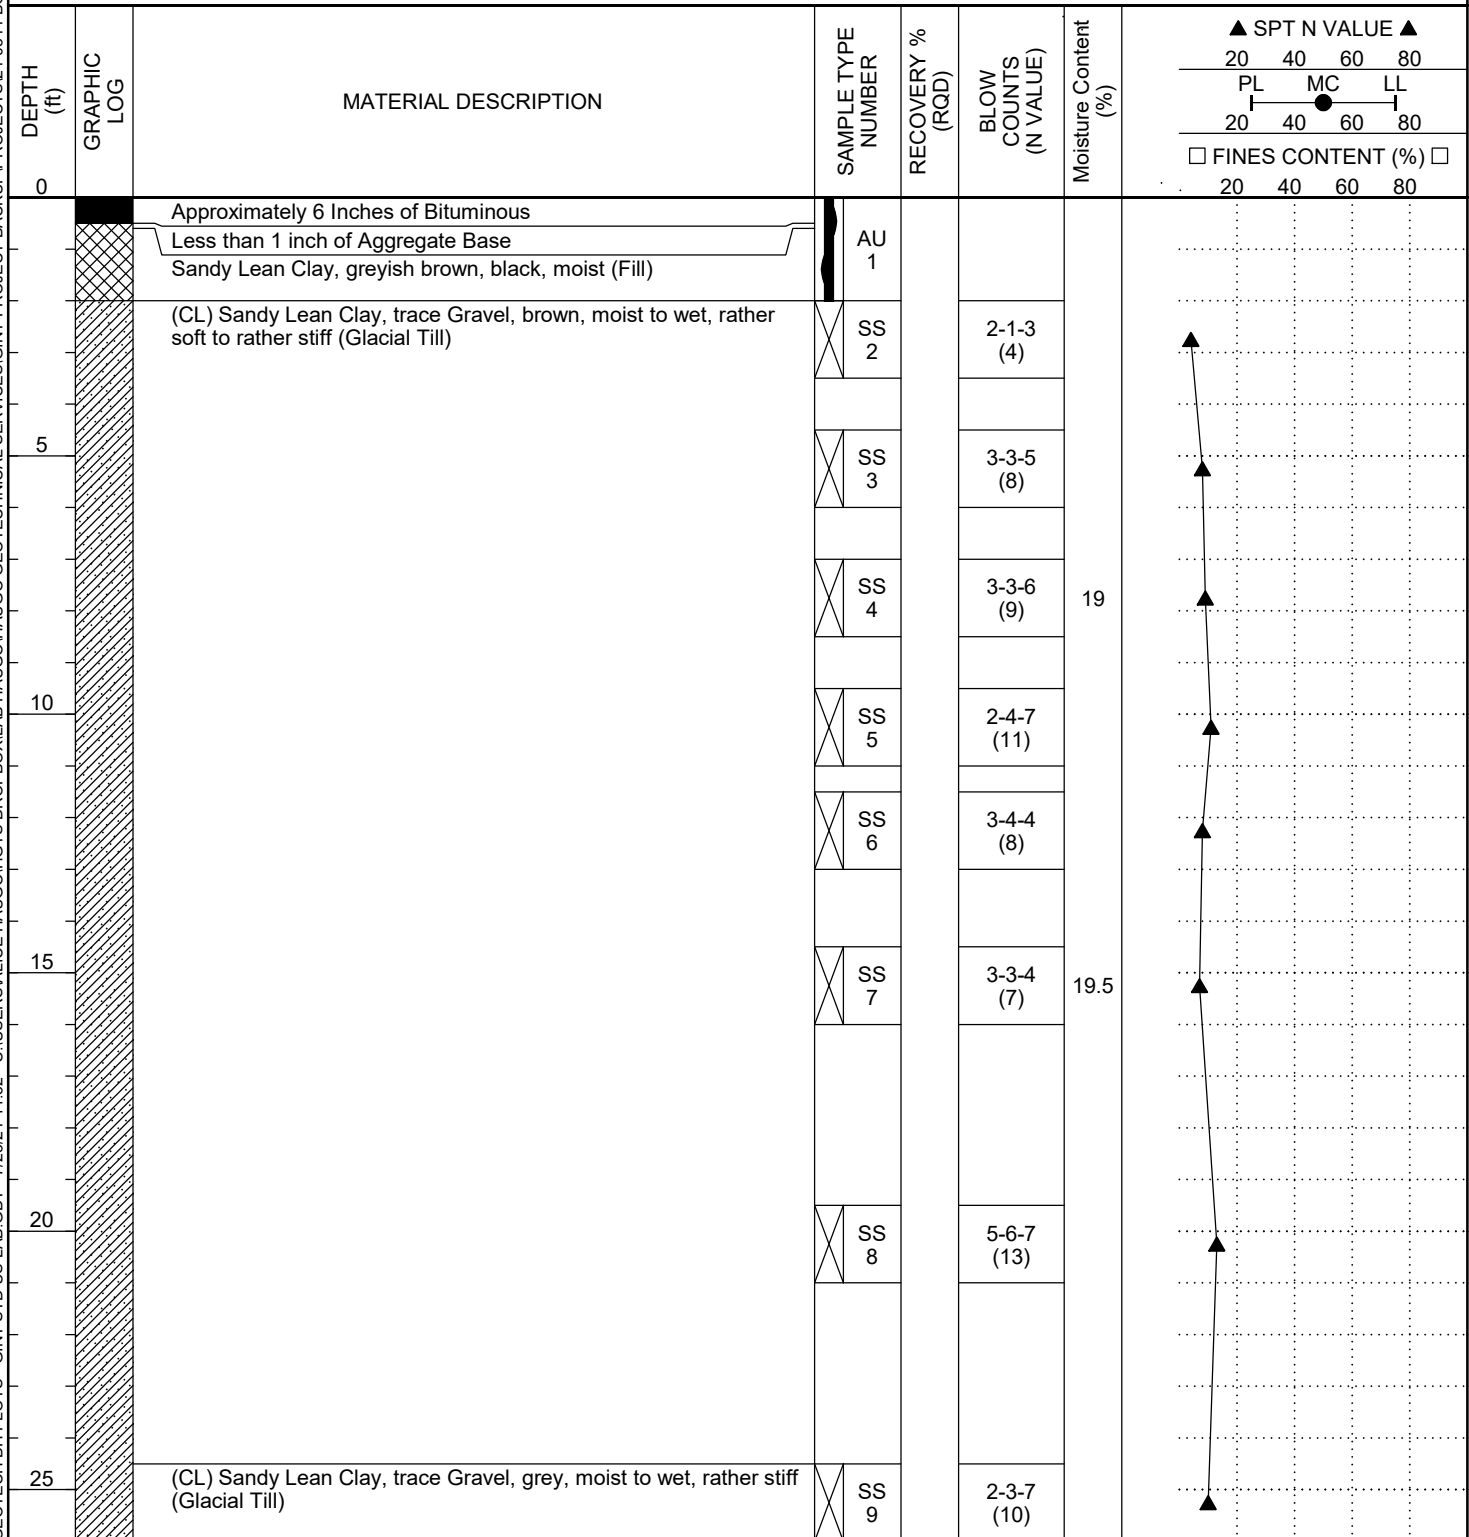 DEPTH
(ft)
GRAPHIC
LOG
MATERIAL DESCRIPTION
SAMPLE TYPE
NUMBER
RECOVERY %
(RQD)
BLOW
COUNTS
(N VALUE)
Moisture Content
(%)
▲ SPT N VALUE ▲
20 40 60 80
PL MC LL
20 40 60 80
□ FINES CONTENT (%) □
20 40 60 80
0
Approximately 6 Inches of Bituminous
Less than 1 inch of Aggregate Base
Sandy Lean Clay, greyish brown, black, moist (Fill)
AU
1
(CL) Sandy Lean Clay, trace Gravel, brown, moist to wet, rather
soft to rather stiff (Glacial Till)
SS
2
2-1-3
(4)
5
SS
3
3-3-5
(8)
SS
4
3-3-6
(9)
19
10
SS
5
2-4-7
(11)
SS
6
3-4-4
(8)
15
SS
7
3-3-4
(7)
19.5
20
SS
8
5-6-7
(13)
25
(CL) Sandy Lean Clay, trace Gravel, grey, moist to wet, rather stiff
(Glacial Till)
SS
9
2-3-7
(10)